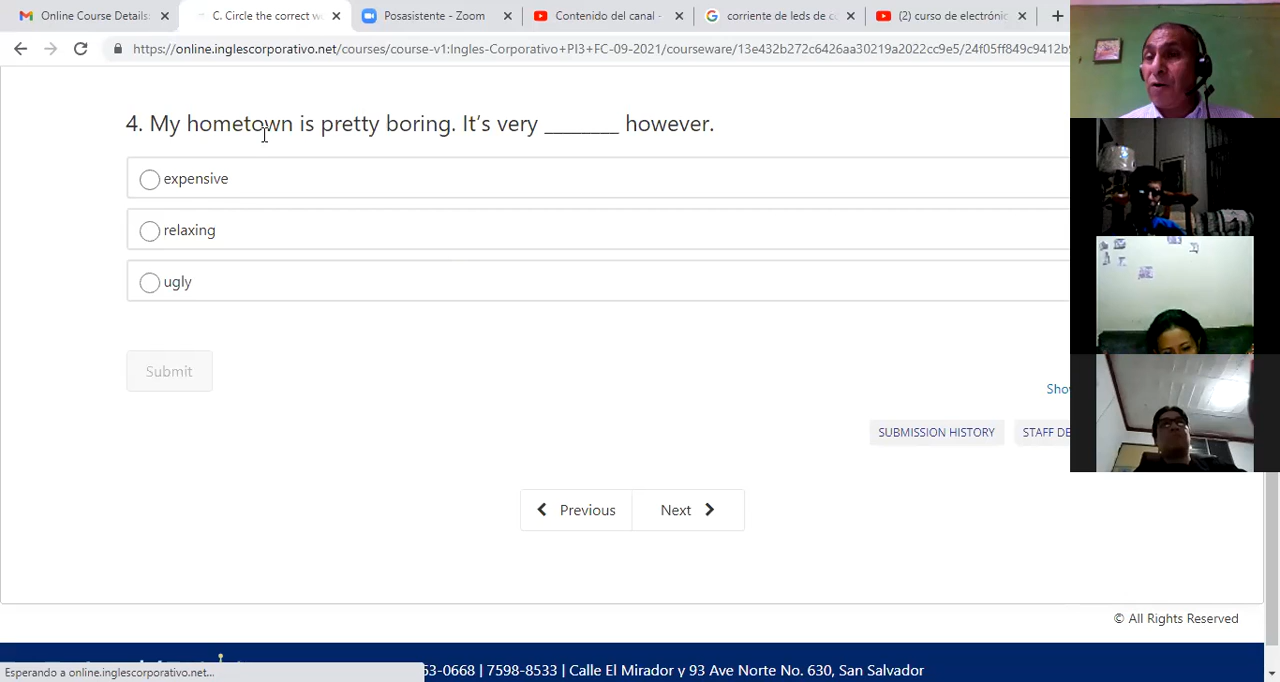 Online Course Details:
C. Circle the correct w
Posasistente - Zoom
Contenido del canal -
corriente de leds de c
(2) curso de electrónic
https://online.inglescorporativo.net/courses/course-v1:Ingles-Corporativo+PI3+FC-09-2021/courseware/13e432b272c6426aa30219a2022cc9e5/24f05ff849c9412b9
4. My hometown is pretty boring. It's very ________ however.
expensive
relaxing
ugly
Submit
Sho
SUBMISSION HISTORY
STAFF DE
Previous
Next
© All Rights Reserved
53-0668 | 7598-8533 | Calle El Mirador y 93 Ave Norte No. 630, San Salvador
Esperando a online.inglescorporativo.net...